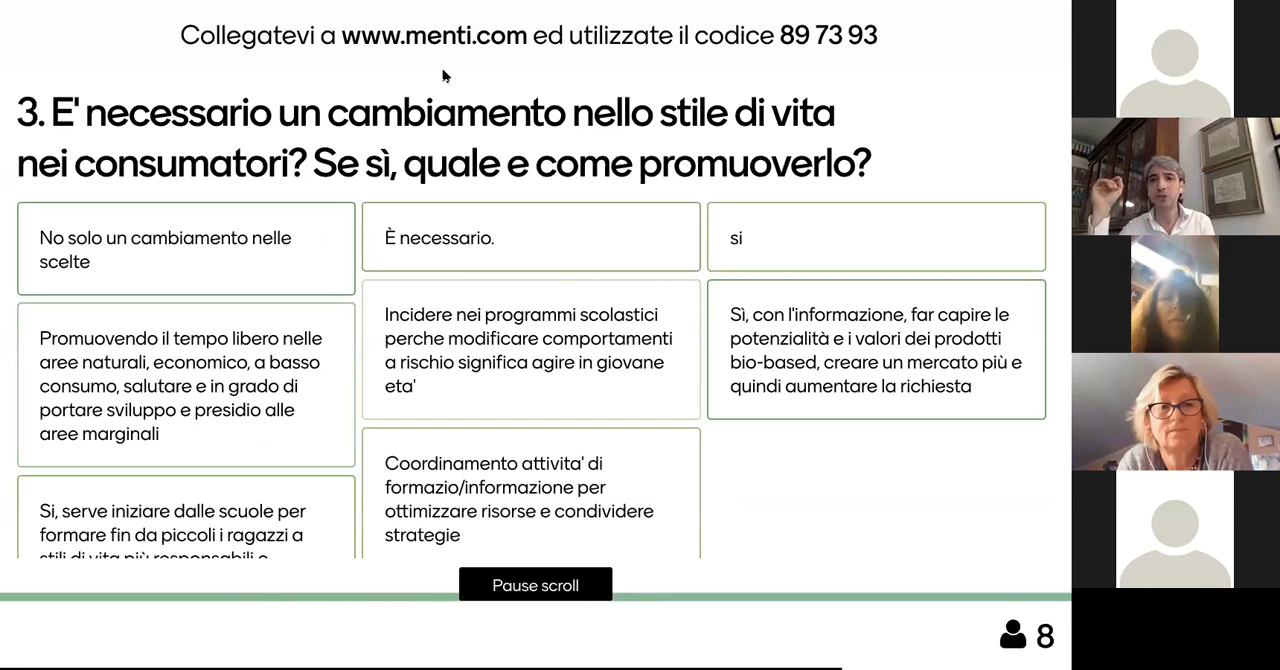 Collegatevi a www.menti.com ed utilizzate il codice 89 73 93
3. E' necessario un cambiamento nello stile di vita
nei consumatori? Se sì, quale e come promuoverlo?
No solo un cambiamento nelle
scelte
Promuovendo il tempo libero nelle
aree naturali, economico, a basso
consumo, salutare e in grado di
portare sviluppo e presidio alle
aree marginali
Si, serve iniziare dalle scuole per
formare fin da piccoli i ragazzi a
stili di vita più responsabili e
È necessario.
Incidere nei programmi scolastici
perche modificare comportamenti
a rischio significa agire in giovane
eta'
Coordinamento attivita' di
formazio/informazione per
ottimizzare risorse e condividere
strategie
si
Sì, con l'informazione, far capire le
potenzialità e i valori dei prodotti
bio-based, creare un mercato più e
quindi aumentare la richiesta
Pause scroll
8